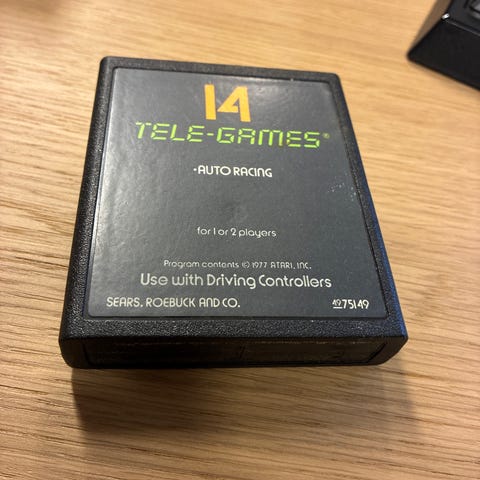 14
TELE-GAMES®
•AUTO RACING
for 1 or 2 players
Program contents © 1977 ATARI, INC.
Use with Driving Controllers
SEARS, ROEBUCK AND CO. 49 75149